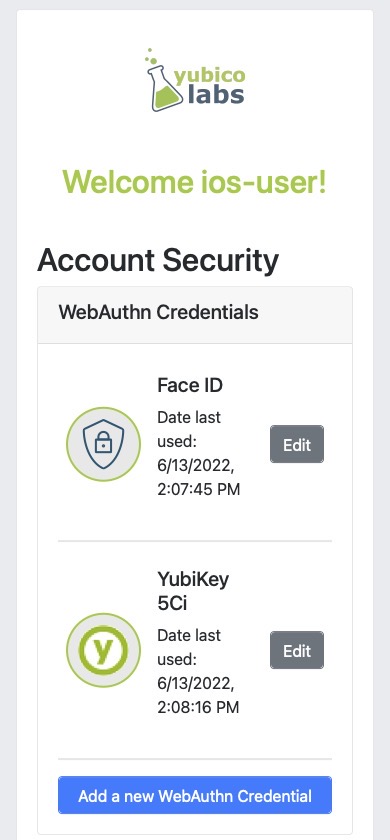 yubico
labs
Welcome ios-user!
Account Security
WebAuthn Credentials
Face ID
Date last
used:
6/13/2022,
2:07:45 PM
Edit
YubiKey
5Ci
Date last
used:
6/13/2022,
2:08:16 PM
y
Edit
Add a new WebAuthn Credential